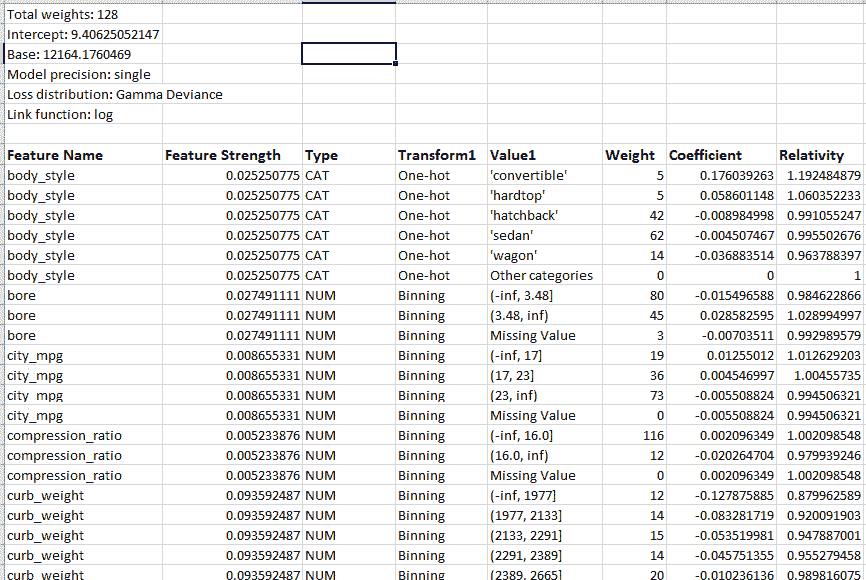 Total weights: 128
Intercept: 9.40625052147
Base: 12164.1760469
Model precision: single
Loss distribution: Gamma Deviance
Link function: log
Feature Name Feature Strength Type Transform1 Value1 Weight Coefficient Relativity
body_style 0.025250775 CAT One-hot 'convertible' 5 0.176039263 1.192484879
body_style 0.025250775 CAT One-hot 'hardtop' 5 0.058601148 1.060352233
body_style 0.025250775 CAT One-hot 'hatchback' 42 -0.008984998 0.991055247
body_style 0.025250775 CAT One-hot 'sedan' 62 -0.004507467 0.995502676
body_style 0.025250775 CAT One-hot 'wagon' 14 -0.036883514 0.963788397
body_style 0.025250775 CAT One-hot Other categories 0 0 1
bore 0.027491111 NUM Binning (-inf, 3.48] 80 -0.015496588 0.984622866
bore 0.027491111 NUM Binning (3.48, inf) 45 0.028582595 1.028994997
bore 0.027491111 NUM Binning Missing Value 3 -0.00703511 0.992989579
city_mpg 0.008655331 NUM Binning (-inf, 17] 19 0.01255012 1.012629203
city_mpg 0.008655331 NUM Binning (17, 23] 36 0.004546997 1.00455735
city_mpg 0.008655331 NUM Binning (23, inf) 73 -0.005508824 0.994506321
city_mpg 0.008655331 NUM Binning Missing Value 0 -0.005508824 0.994506321
compression_ratio 0.005233876 NUM Binning (-inf, 16.0] 116 0.002096349 1.002098548
compression_ratio 0.005233876 NUM Binning (16.0, inf) 12 -0.020264704 0.979939246
compression_ratio 0.005233876 NUM Binning Missing Value 0 0.002096349 1.002098548
curb_weight 0.093592487 NUM Binning (-inf, 1977] 12 -0.127875885 0.879962589
curb_weight 0.093592487 NUM Binning (1977, 2133] 14 -0.083281719 0.920091903
curb_weight 0.093592487 NUM Binning (2133, 2291] 15 -0.053519981 0.947887001
curb_weight 0.093592487 NUM Binning (2291, 2389] 14 -0.045751355 0.955279458
curb_weight 0.093592487 NUM Binning (2389, 2665] 20 -0.010236136 0.989816075